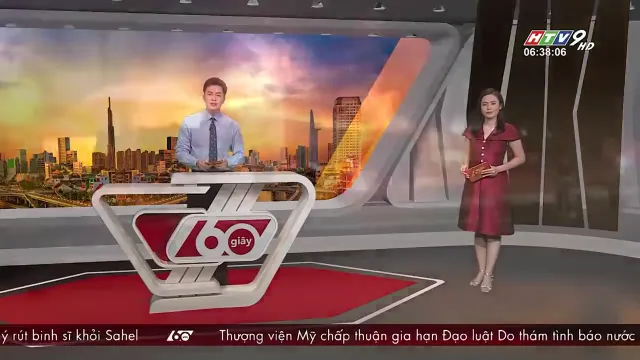 HTV9 HD
06:38:06
60 giây
ý rút binh sĩ khỏi Sahel 60 Thượng viện Mỹ chấp thuận gia hạn Đạo luật Do thám tình báo nước